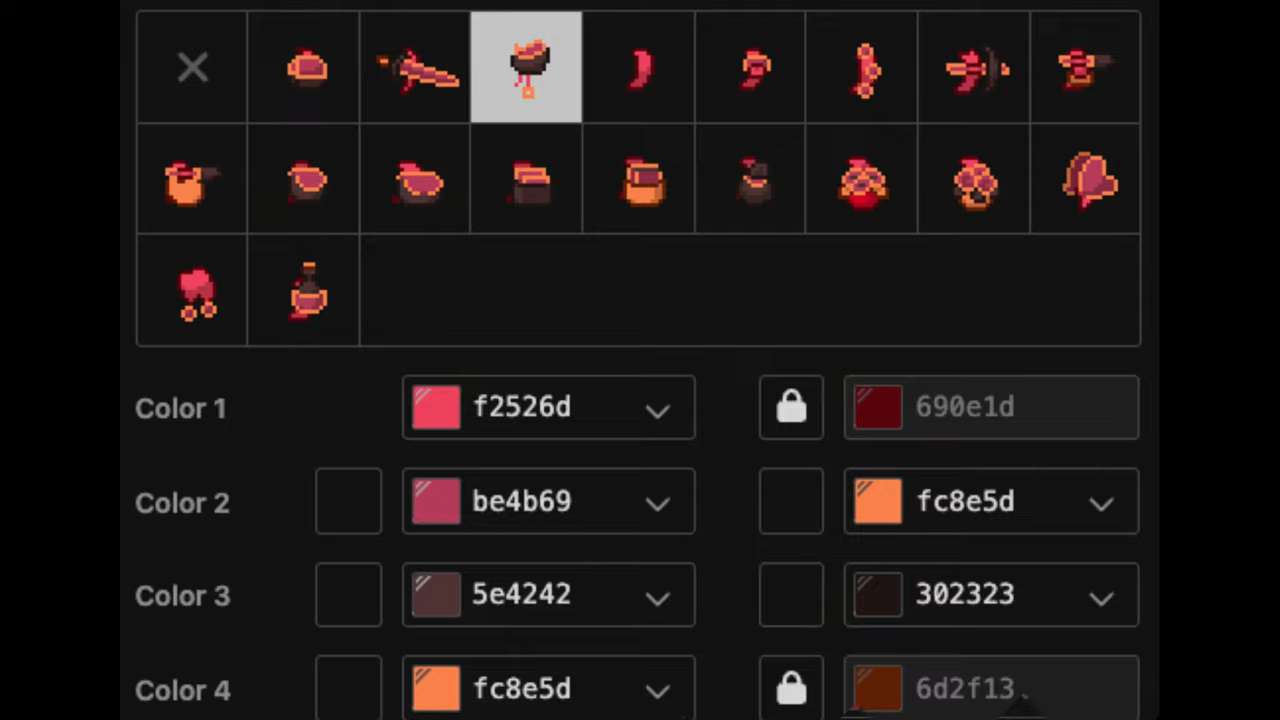 Color 1 f2526d 690e1d
Color 2 be4b69 fc8e5d
Color 3 5e4242 302323
Color 4 fc8e5d 6d2f13